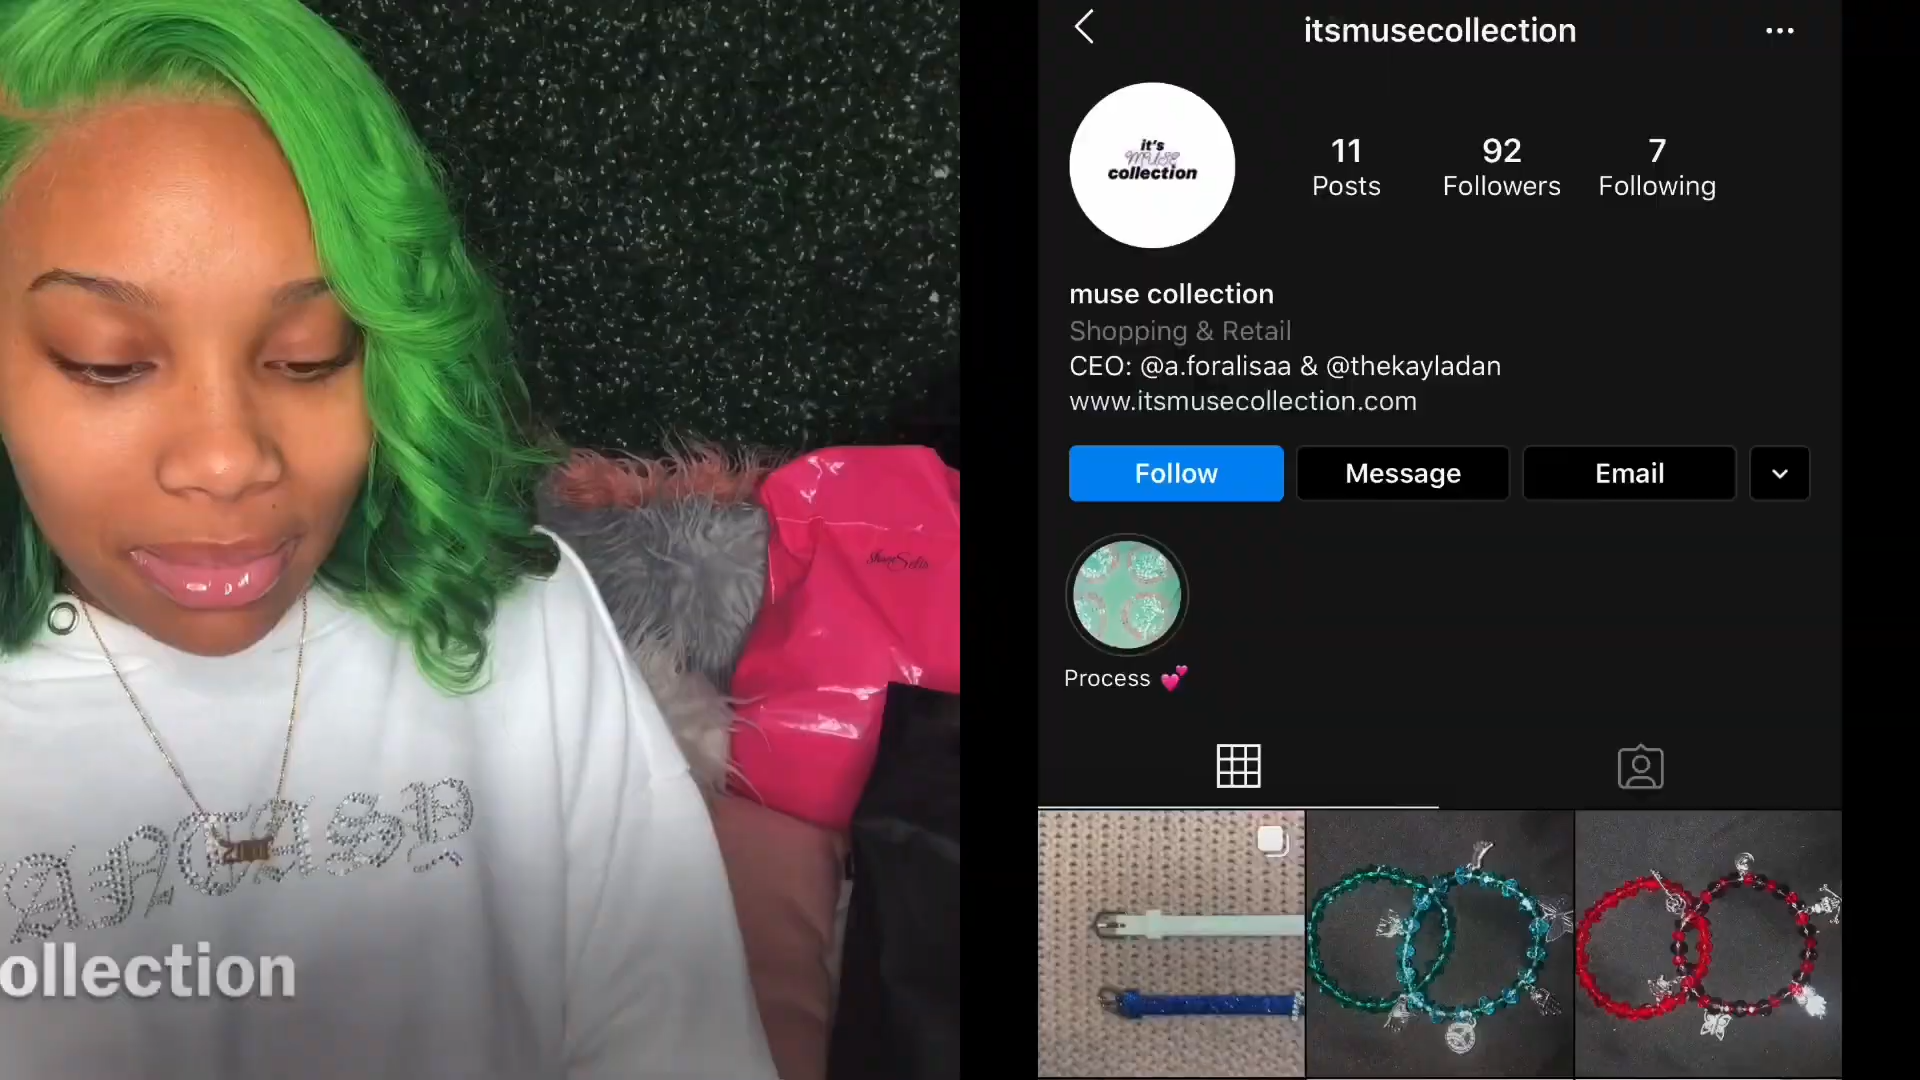 ollection
itsmusecollection
it's
muse
collection
11
Posts
92
Followers
7
Following
muse collection
Shopping & Retail
CEO: @a.foralisaa & @thekayladan
www.itsmusecollection.com
Follow
Message
Email
Process 💕